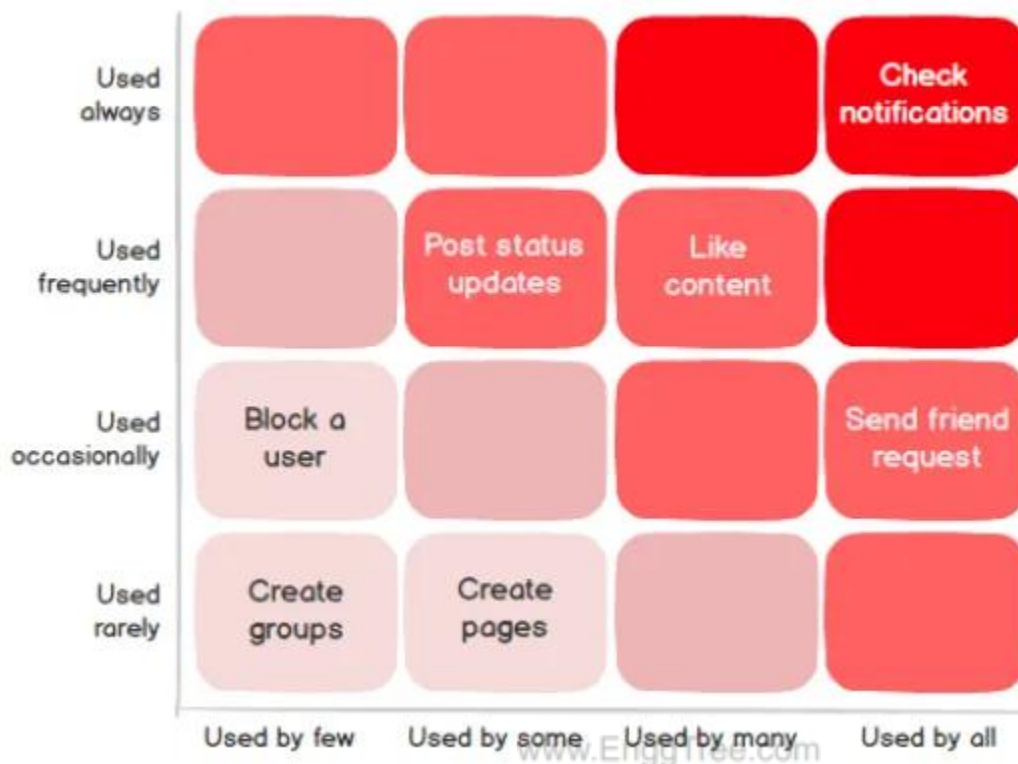 Used
always
Check
notifications
Used
frequently
Post status
updates
Like
content
Used
occasionally
Block a
user
Send friend
request
Used
rarely
Create
groups
Create
pages
Used by few
Used by some
Used by many
Used by all
www.EnggTree.com